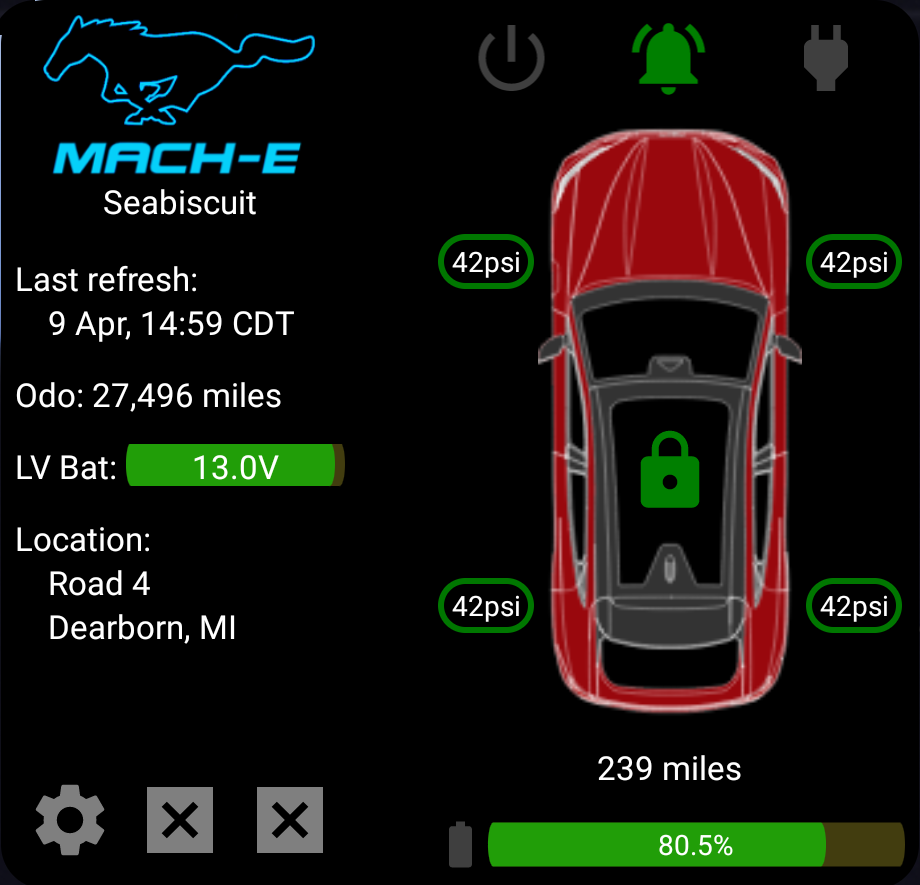 MACH-E
Seabiscuit
Last refresh:
9 Apr, 14:59 CDT
Odo: 27,496 miles
LV Bat: 13.0V
Location:
Road 4
Dearborn, MI
42psi 42psi
42psi 42psi
239 miles
80.5%